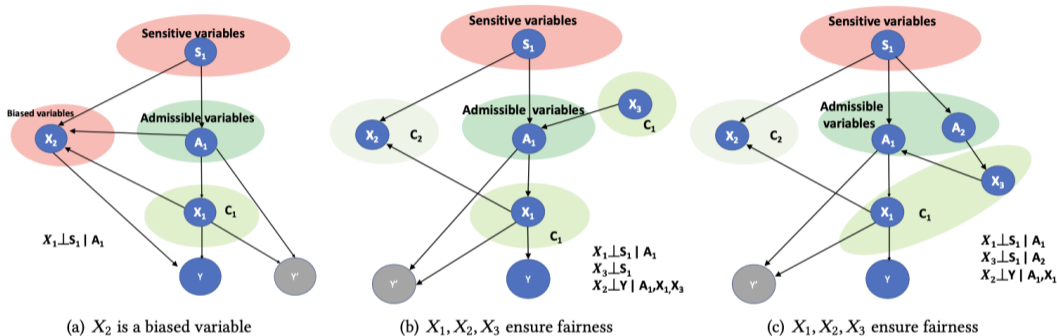 Sensitive variables
S1
Biased variables
X2
Admissible variables
A1
X1
C1
X1⊥S1 | A1
Y
Y'
(a) X2 is a biased variable
Sensitive variables
S1
X3
C1
Admissible variables
X2
C2
A1
X1
C1
X1⊥S1 | A1
X3⊥S1
X2⊥Y | A1,X1,X3
Y'
Y
(b) X1, X2, X3 ensure fairness
Sensitive variables
S1
Admissible
variables
X2
C2
A1
A2
X3
X1
C1
X1⊥S1 | A1
X3⊥S1 | A2
X2⊥Y | A1,X1
Y'
Y
(c) X1, X2, X3 ensure fairness